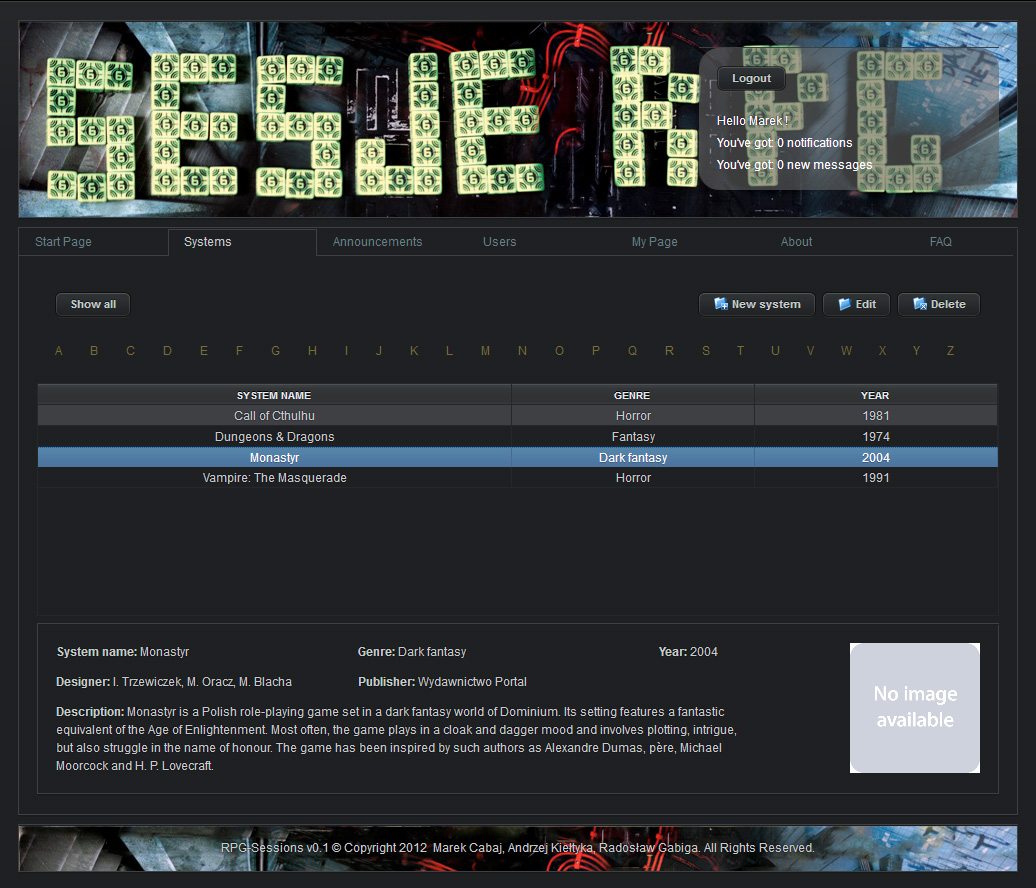 SESJE RPG
Logout
Hello Marek !
You've got: 0 notifications
You've got: 0 new messages
Start Page Systems Announcements Users My Page About FAQ
Show all New system Edit Delete
A B C D E F G H I J K L M N O P Q R S T U V W X Y Z
SYSTEM NAME GENRE YEAR
Call of Cthulhu Horror 1981
Dungeons & Dragons Fantasy 1974
Monastyr Dark fantasy 2004
Vampire: The Masquerade Horror 1991
System name: Monastyr Genre: Dark fantasy Year: 2004
Designer: I. Trzewiczek, M. Oracz, M. Blacha Publisher: Wydawnictwo Portal
Description: Monastyr is a Polish role-playing game set in a dark fantasy world of Dominium. Its setting features a fantastic
equivalent of the Age of Enlightenment. Most often, the game plays in a cloak and dagger mood and involves plotting, intrigue,
but also struggle in the name of honour. The game has been inspired by such authors as Alexandre Dumas, père, Michael
Moorcock and H. P. Lovecraft.
No image
available
RPG-Sessions v0.1 © Copyright 2012 Marek Cabaj, Andrzej Kiełtyka, Radosław Gabiga. All Rights Reserved.